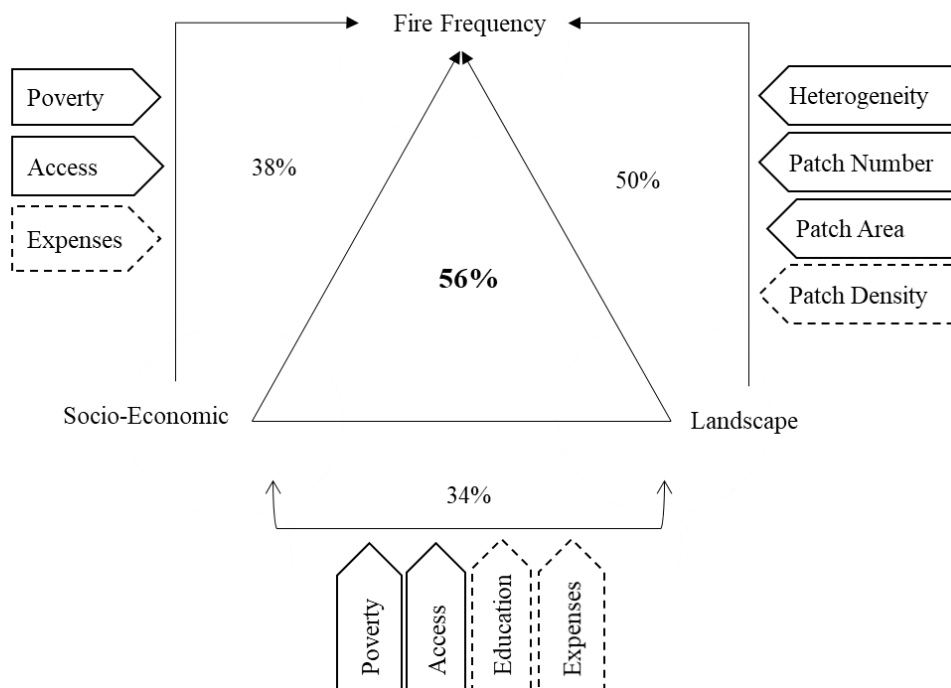 Fire Frequency
Poverty
Access
Expenses
38%
50%
Heterogeneity
Patch Number
Patch Area
Patch Density
56%
Socio-Economic
Landscape
34%
Poverty
Access
Education
Expenses